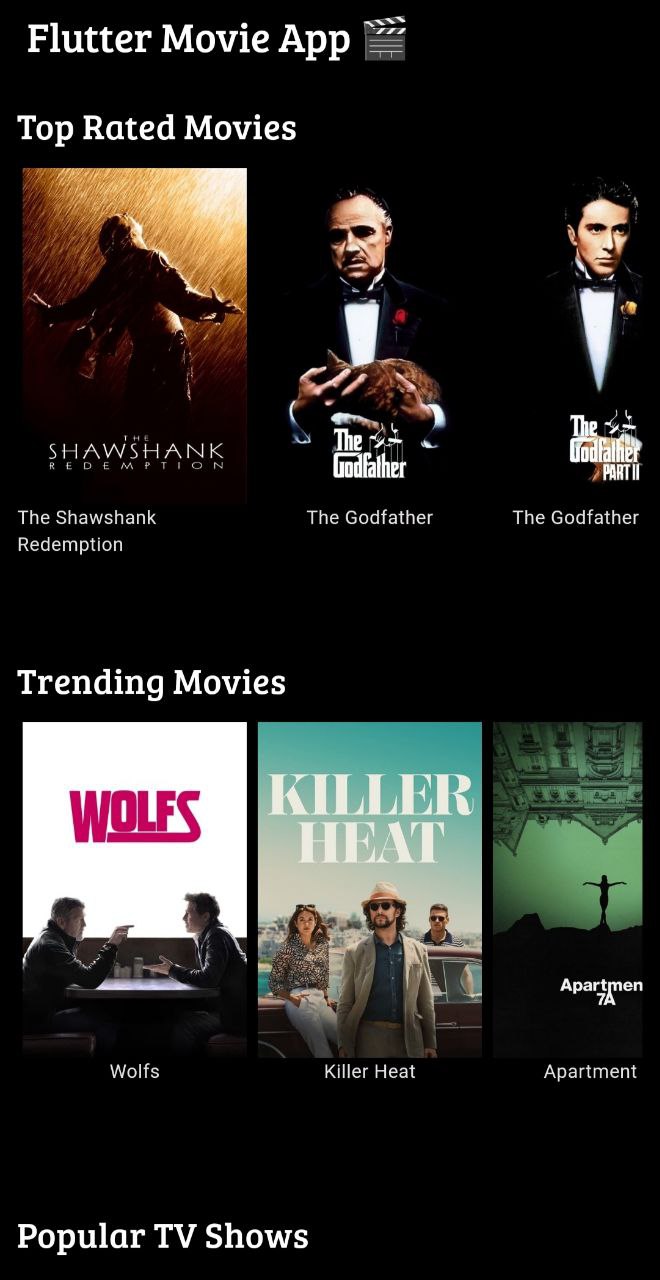 Flutter Movie App 🎬
Top Rated Movies
THE
SHAWSHANK
REDEMPTION
The
Godfather
The
Godfather
PART II
The Shawshank
Redemption
The Godfather
The Godfather
Trending Movies
WOLFS
KILLER
HEAT
Apartmen
7A
Wolfs
Killer Heat
Apartment
Popular TV Shows